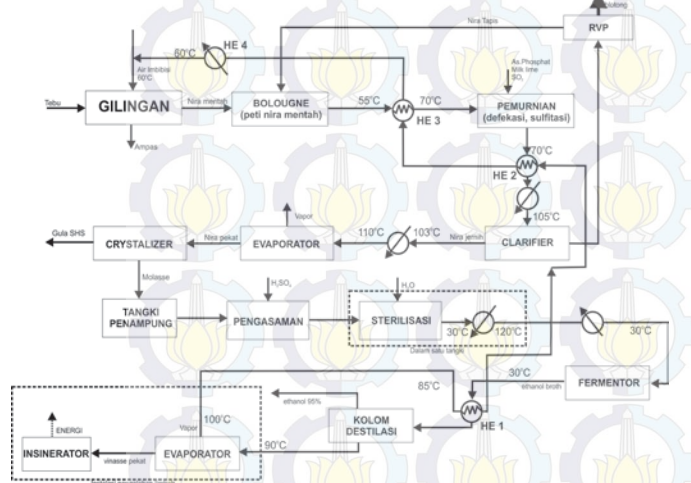 Nira Tapis
RVP
60°C
HE 4
Air Imbibisi
60°C
As.Phosphat
Milk lime
SO₂
Tebu
GILINGAN
Nira mentah
BOLOUGNE
(peti nira mentah)
55°C
70°C
HE 3
PEMURNIAN
(defekasi, sulfitasi)
Ampas
70°C
HE 2
105°C
Vapor
Gula SHS
CRYSTALIZER
Nira pekat
EVAPORATOR
110°C
103°C
Nira jernih
CLARIFIER
Molasse
H₂SO₄
H₂O
TANGKI
PENAMPUNG
PENGASAMAN
STERILISASI
30°C
120°C
30°C
Dalam satu tangki
85°C
30°C
ethanol broth
FERMENTOR
ethanol 95%
100°C
Vapor
KOLOM
DESTILASI
HE 1
ENERGI
INSINERATOR
vinasse pekat
EVAPORATOR
90°C